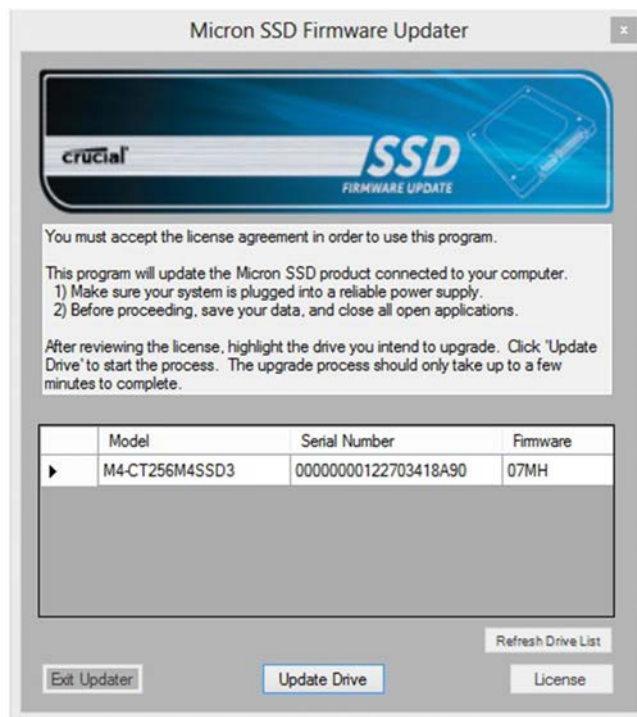 Micron SSD Firmware Updater
x
crucial
SSD
FIRMWARE UPDATE
You must accept the license agreement in order to use this program.
This program will update the Micron SSD product connected to your computer.
1) Make sure your system is plugged into a reliable power supply.
2) Before proceeding, save your data, and close all open applications.
After reviewing the license, highlight the drive you intend to upgrade. Click 'Update
Drive' to start the process. The upgrade process should only take up to a few
minutes to complete.
Model Serial Number Firmware
M4-CT256M4SSD3 00000000122703418A90 07MH
Refresh Drive List
Exit Updater Update Drive License